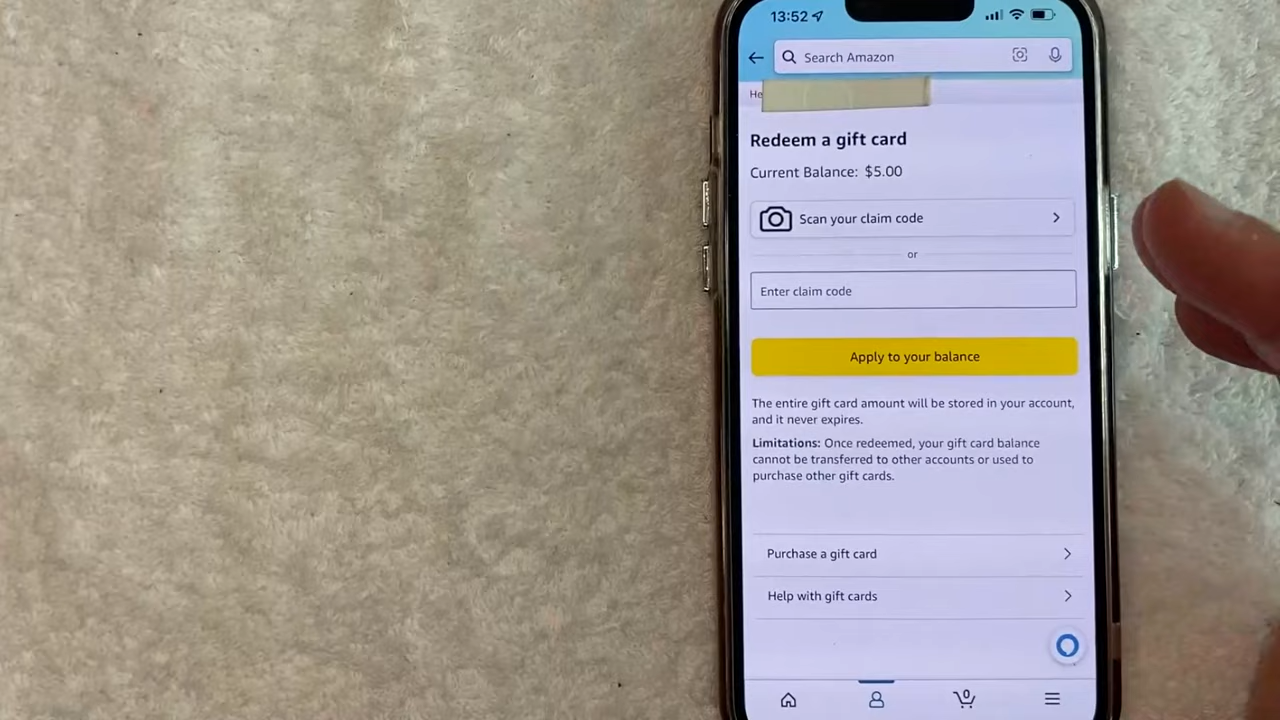 13:52
Search Amazon
He
Redeem a gift card
Current Balance: $5.00
Scan your claim code
or
Enter claim code
Apply to your balance
The entire gift card amount will be stored in your account,
and it never expires.
Limitations: Once redeemed, your gift card balance
cannot be transferred to other accounts or used to
purchase other gift cards.
Purchase a gift card
Help with gift cards
0